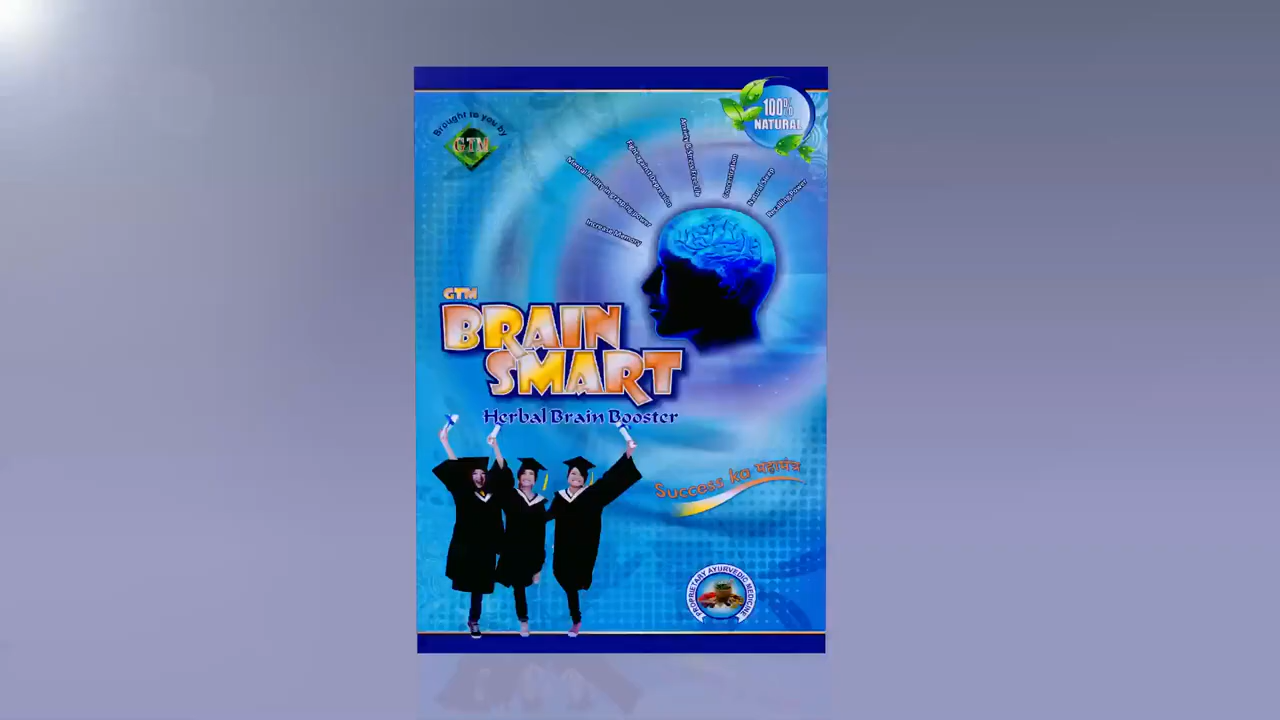 Brought to you by
GTM
100%
NATURAL
Increase Memory
Mental Ability in grasping power
Fight against Depression
Anxiety & Stress Free Life
Concentration
Natural Sleep
Recalling Power
GTM
BRAIN
SMART
Herbal Brain Booster
Success ko महामंत्र
PROPRIETARY AYURVEDIC MEDICINE